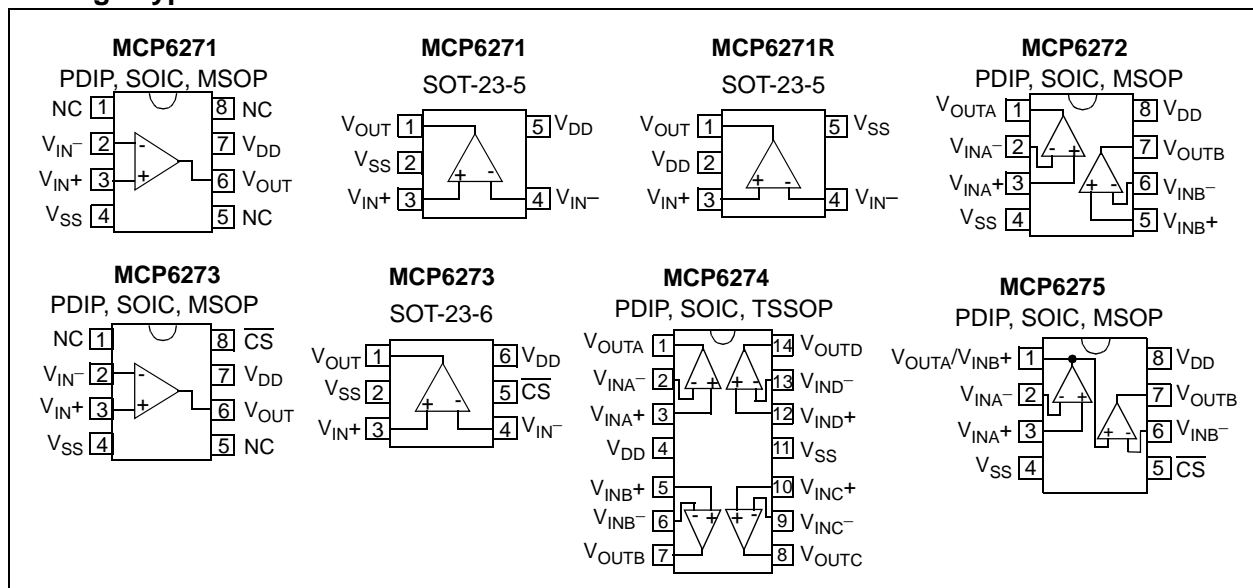 MCP6271
PDIP, SOIC, MSOP
NC 1 8 NC
VIN– 2 7 VDD
VIN+ 3 6 VOUT
VSS 4 5 NC
- +
MCP6271
SOT-23-5
VOUT 1 5 VDD
VSS 2
VIN+ 3 4 VIN–
+ -
MCP6271R
SOT-23-5
VOUT 1 5 VSS
VDD 2
VIN+ 3 4 VIN–
+ -
MCP6272
PDIP, SOIC, MSOP
VOUTA 1 8 VDD
VINA– 2 7 VOUTB
VINA+ 3 6 VINB–
VSS 4 5 VINB+
- +
+ -
MCP6273
PDIP, SOIC, MSOP
NC 1 8 C̅S̅
VIN– 2 7 VDD
VIN+ 3 6 VOUT
VSS 4 5 NC
- +
MCP6273
SOT-23-6
VOUT 1 6 VDD
VSS 2 5 C̅S̅
VIN+ 3 4 VIN–
+ -
MCP6274
PDIP, SOIC, TSSOP
VOUTA 1 14 VOUTD
VINA– 2 13 VIND–
VINA+ 3 12 VIND+
VDD 4 11 VSS
VINB+ 5 10 VINC+
VINB– 6 9 VINC–
VOUTB 7 8 VOUTC
- + + -
- + + -
MCP6275
PDIP, SOIC, MSOP
VOUTA/VINB+ 1 8 VDD
VINA– 2 7 VOUTB
VINA+ 3 6 VINB–
VSS 4 5 C̅S̅
- +
+ -